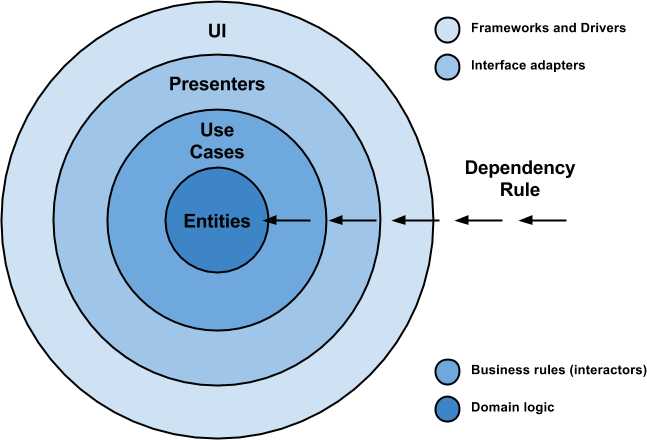 UI
Presenters
Use
Cases
Entities
Frameworks and Drivers
Interface adapters
Dependency
Rule
Business rules (interactors)
Domain logic